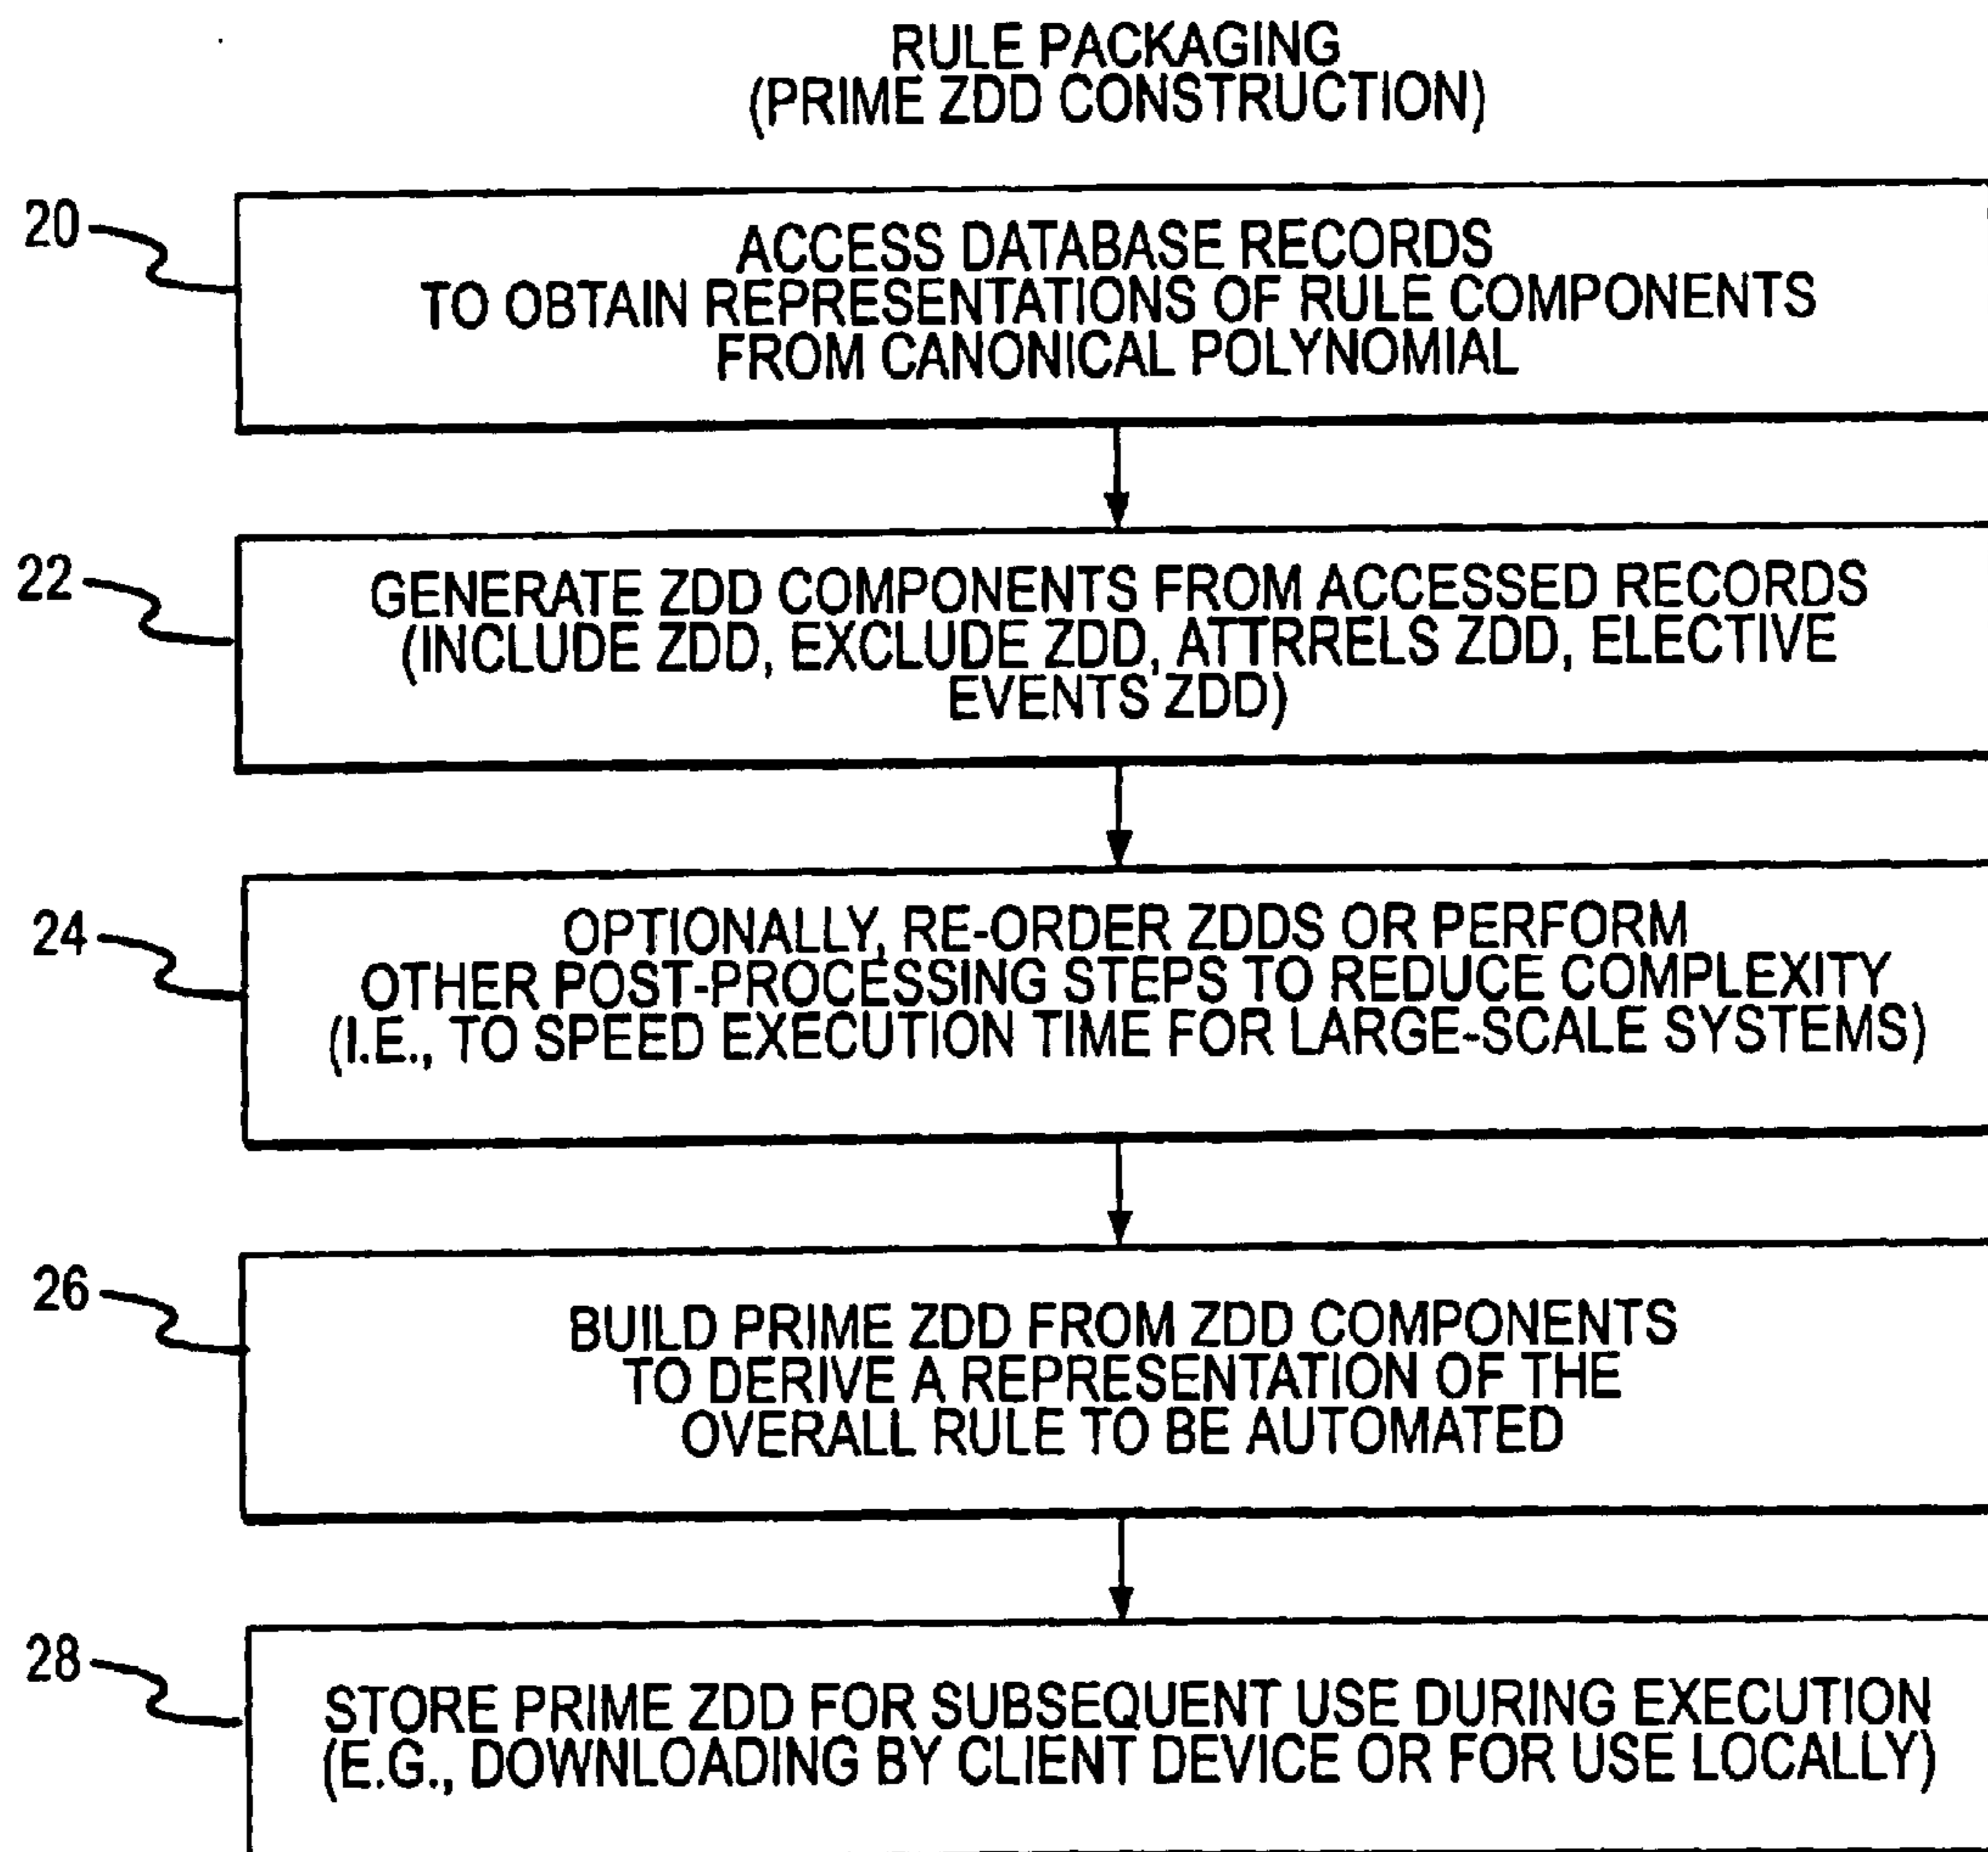 RULE PACKAGING
(PRIME ZDD CONSTRUCTION)
20
ACCESS DATABASE RECORDS
TO OBTAIN REPRESENTATIONS OF RULE COMPONENTS
FROM CANONICAL POLYNOMIAL
22
GENERATE ZDD COMPONENTS FROM ACCESSED RECORDS
(INCLUDE ZDD, EXCLUDE ZDD, ATTRRELS ZDD, ELECTIVE
EVENTS ZDD)
24
OPTIONALLY, RE-ORDER ZDDS OR PERFORM
OTHER POST-PROCESSING STEPS TO REDUCE COMPLEXITY
(I.E., TO SPEED EXECUTION TIME FOR LARGE-SCALE SYSTEMS)
26
BUILD PRIME ZDD FROM ZDD COMPONENTS
TO DERIVE A REPRESENTATION OF THE
OVERALL RULE TO BE AUTOMATED
28
STORE PRIME ZDD FOR SUBSEQUENT USE DURING EXECUTION
(E.G., DOWNLOADING BY CLIENT DEVICE OR FOR USE LOCALLY)